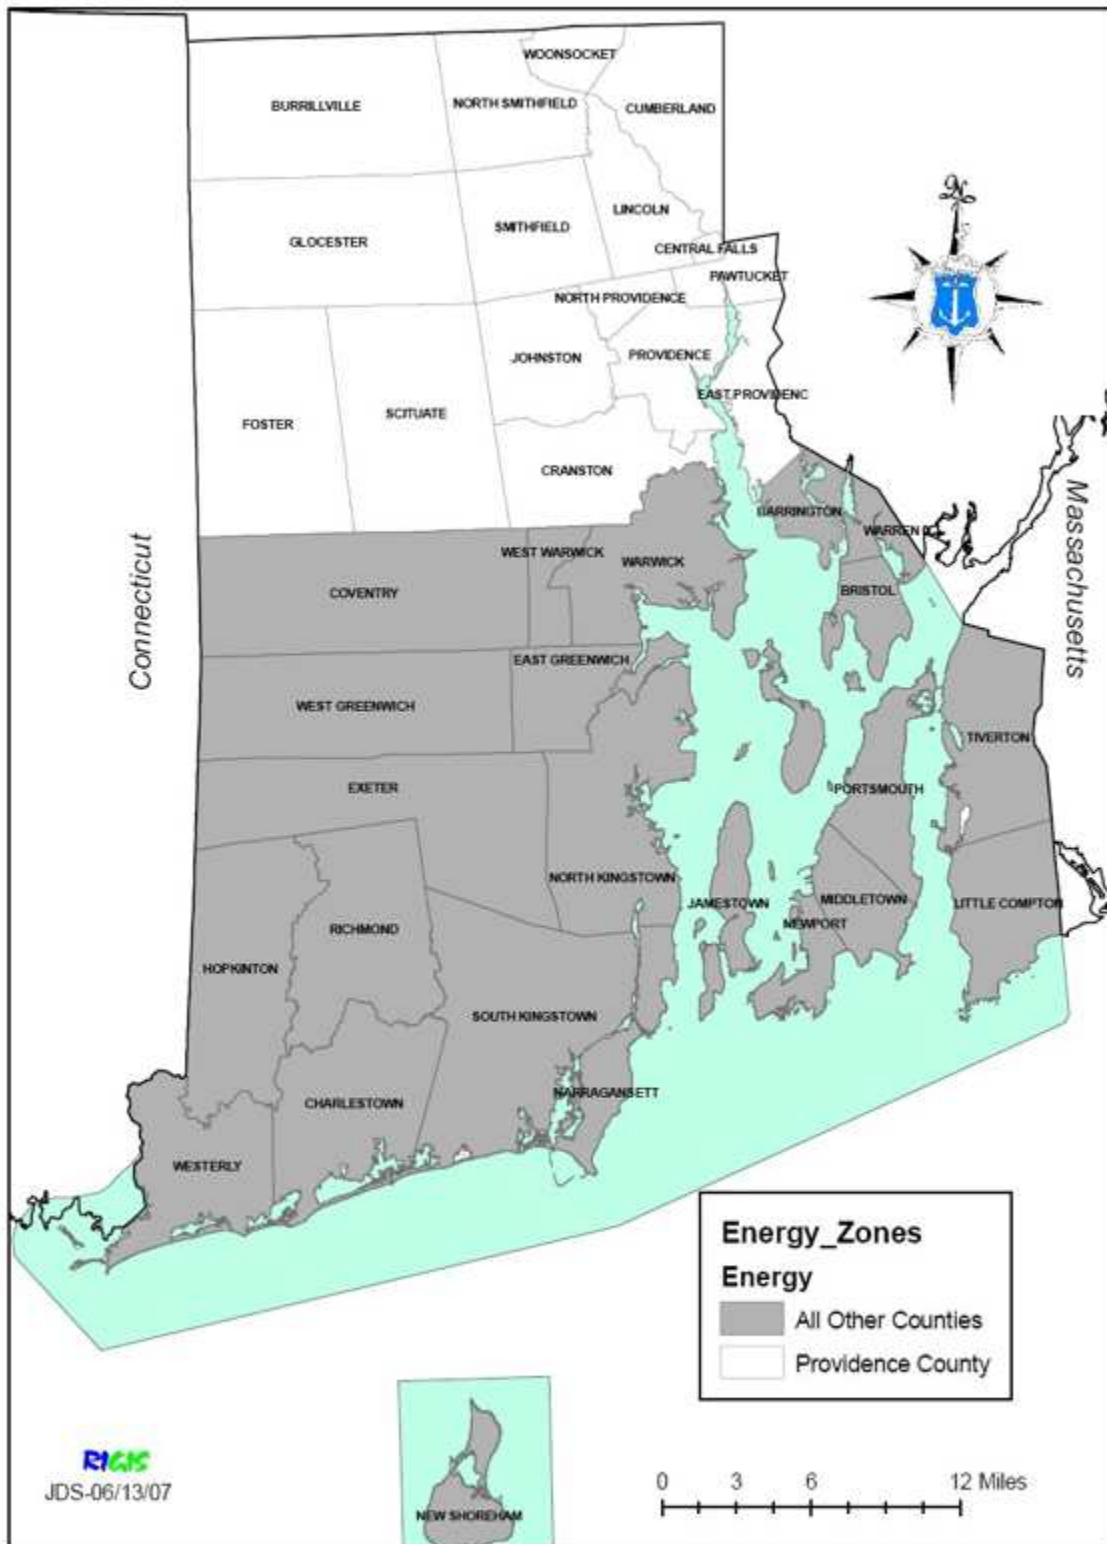 WOONSOCKET
BURRILLVILLE
NORTH SMITHFIELD
CUMBERLAND
N
LINCOLN
SMITHFIELD
GLOCESTER
CENTRAL FALLS
PAWTUCKET
NORTH PROVIDENCE
JOHNSTON
PROVIDENCE
EAST PROVIDENC
SCITUATE
FOSTER
CRANSTON
BARRINGTON
WARREN
Massachusetts
Connecticut
WEST WARWICK
WARWICK
COVENTRY
BRISTOL
EAST GREENWICH
WEST GREENWICH
TIVERTON
EXETER
PORTSMOUTH
NORTH KINGSTOWN
JAMESTOWN
MIDDLETOWN
LITTLE COMPTON
NEWPORT
RICHMOND
HOPKINTON
SOUTH KINGSTOWN
NARRAGANSETT
CHARLESTOWN
WESTERLY
Energy_Zones
Energy
All Other Counties
Providence County
RIGIS
JDS-06/13/07
0 3 6 12 Miles
NEW SHOREHAM